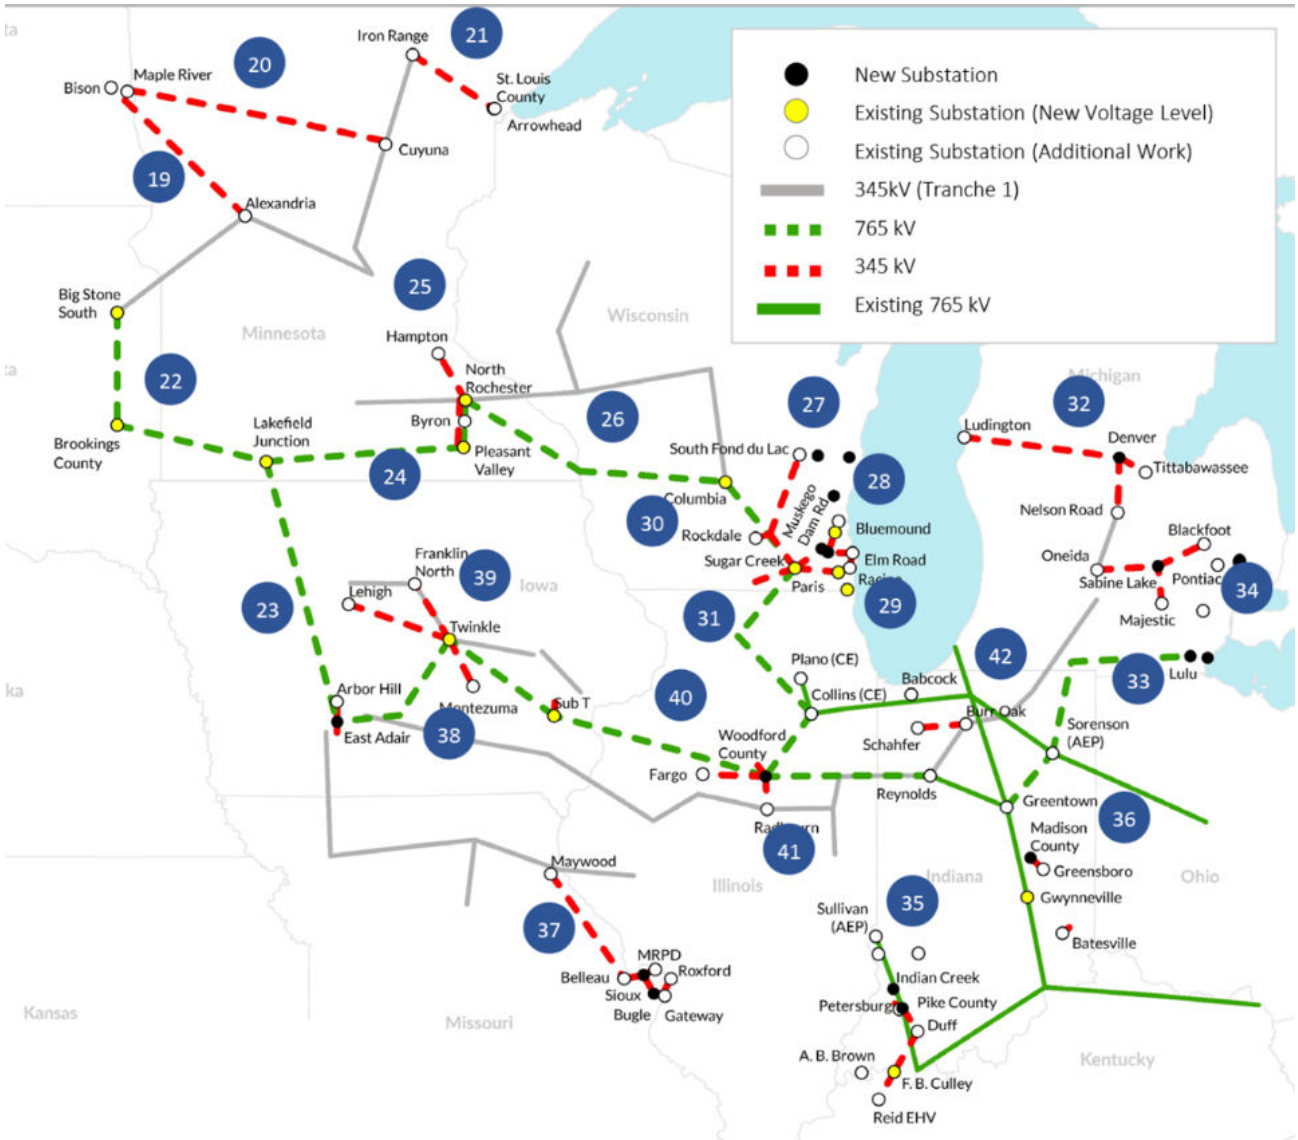 ta
Iron Range
21
20
Maple River
Bison
St. Louis
County
Arrowhead
Cuyuna
19
Alexandria
New Substation
Existing Substation (New Voltage Level)
Existing Substation (Additional Work)
345kV (Tranche 1)
765 kV
345 kV
Existing 765 kV
25
Big Stone
South
Minnesota
Wisconsin
Hampton
ta
22
North
Rochester
Byron
Michigan
27
32
26
Ludington
Denver
Brookings
County
Lakefield
Junction
24
Pleasant
Valley
South Fond du Lac
Tittabawassee
28
Columbia
Muskego
Dam Rd
Nelson Road
30
Rockdale
Bluemound
Blackfoot
Sugar Creek
Elm Road
Oneida
Sabine Lake
Pontiac
Paris
Racine
34
Franklin
North
39
Lehigh
Iowa
23
31
29
Majestic
Twinkle
42
Plano (CE)
Babcock
33
Lulu
Arbor Hill
Montezuma
Sub T
40
Collins (CE)
Burr Oak
East Adair
38
Woodford
County
Schahfer
Sorenson
(AEP)
ka
Fargo
Reynolds
Greentown
36
41
Madison
County
Maywood
Greensboro
Illinois
Indiana
Ohio
35
Gwynneville
37
Sullivan
(AEP)
Batesville
MRPD
Belleau
Roxford
Indian Creek
Sioux
Petersburg
Pike County
Bugle
Gateway
Kansas
Missouri
Duff
A. B. Brown
Kentucky
F. B. Culley
Reid EHV